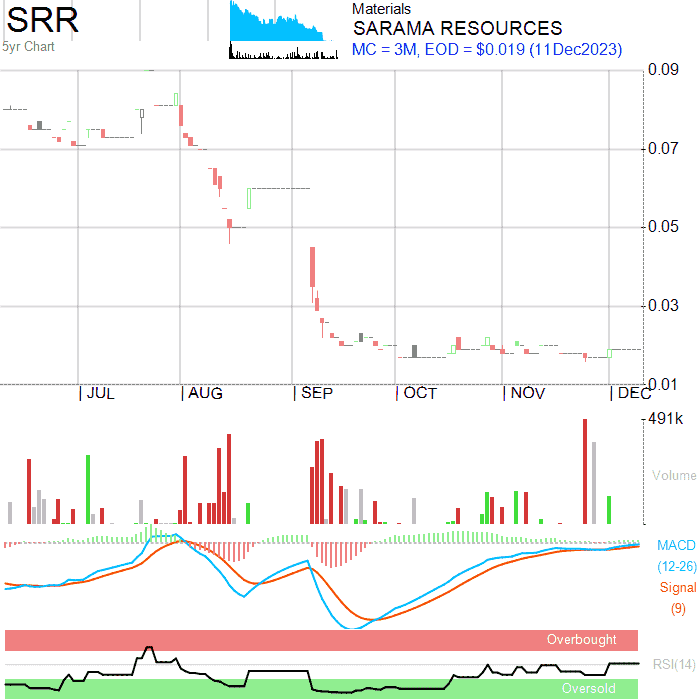 SRR
5yr Chart
Materials
SARAMA RESOURCES
MC = 3M, EOD = $0.019 (11Dec2023)
0.09
0.07
0.05
0.03
0.01
| JUL | AUG | SEP | OCT | NOV | DEC
491k
Volume
MACD
(12-26)
Signal
(9)
Overbought
RSI(14)
Oversold